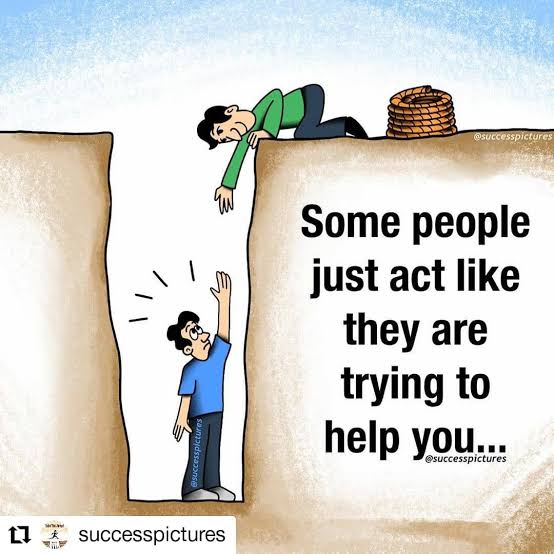 @successpictures
Some people
just act like
they are
trying to
help you...
@successpictures
@successpictures
successpictures